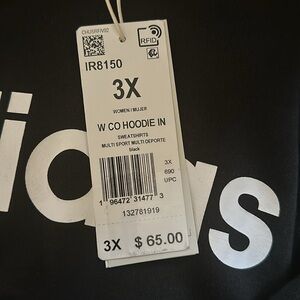 CHUSRFIV02
RFID
IR8150
3X
WOMEN / MUJER
W CO HOODIE IN
SWEATSHIRTS
MULTI SPORT MULTI DEPORTE
black
3X
690
UPC
1 96472 31477 3
132781919
3X $ 65.00